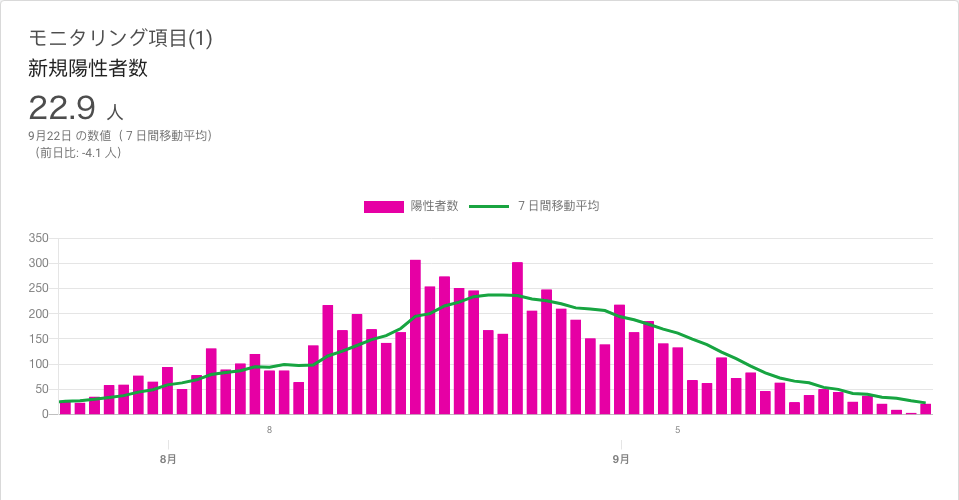 モニタリング項目(1)
新規陽性者数
22.9 人
9月22日 の数値（７日間移動平均）
（前日比: -4.1 人）
陽性者数 ７日間移動平均
350
300
250
200
150
100
50
0
8 5
8月 9月